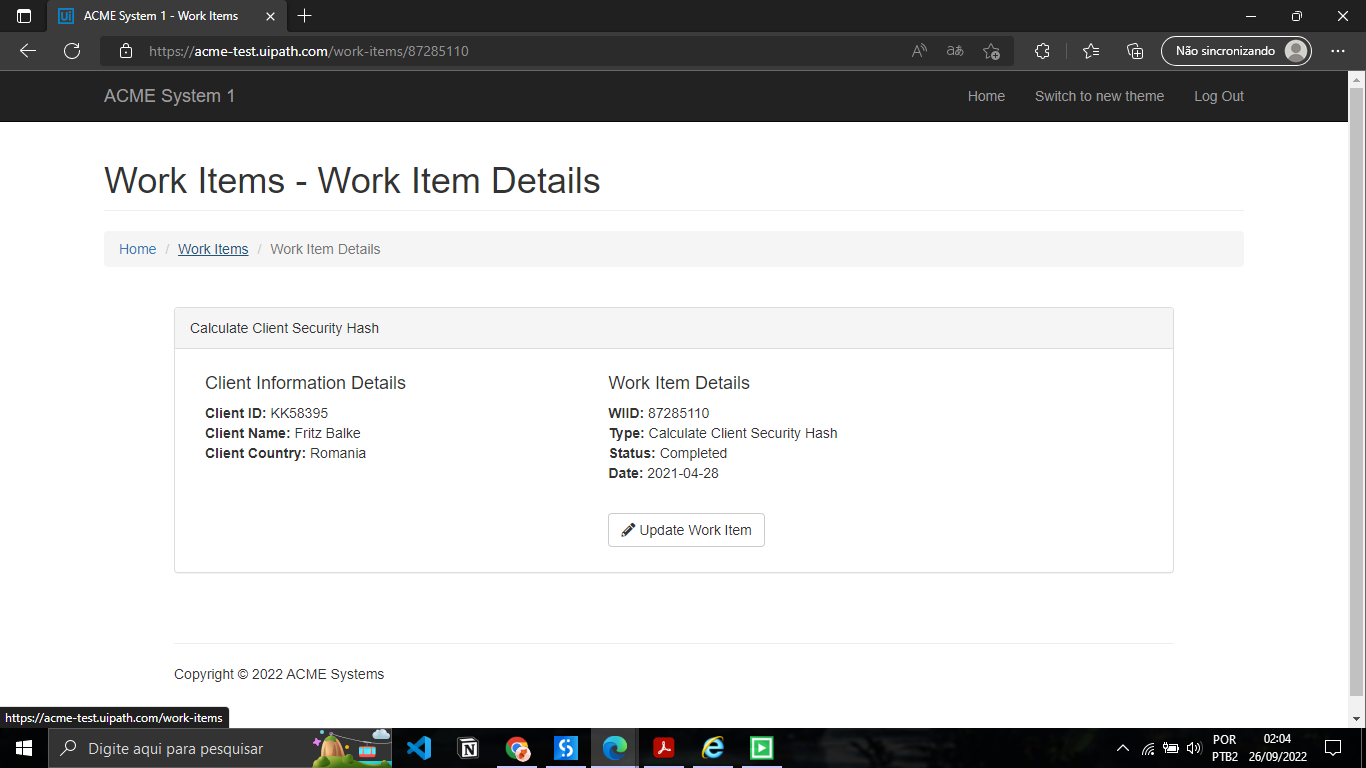 ACME System 1 - Work Items
https://acme-test.uipath.com/work-items/87285110
Não sincronizando
ACME System 1
Home
Switch to new theme
Log Out
Work Items - Work Item Details
Home / Work Items / Work Item Details
Calculate Client Security Hash
Client Information Details
Client ID: KK58395
Client Name: Fritz Balke
Client Country: Romania
Work Item Details
WIID: 87285110
Type: Calculate Client Security Hash
Status: Completed
Date: 2021-04-28
Update Work Item
Copyright © 2022 ACME Systems
https://acme-test.uipath.com/work-items
Digite aqui para pesquisar
POR
PTB2
02:04
26/09/2022